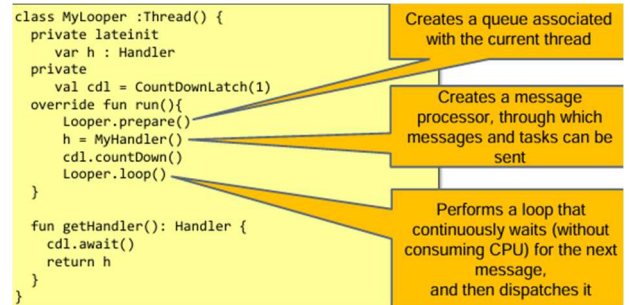 class MyLooper :Thread() {
private lateinit
var h : Handler
private
val cdl = CountDownLatch(1)
override fun run(){
Looper.prepare()
h = MyHandler()
cdl.countDown()
Looper.loop()
}
fun getHandler(): Handler {
cdl.await()
return h
}
}
Creates a queue associated
with the current thread
Creates a message
processor, through which
messages and tasks can be
sent
Performs a loop that
continuously waits (without
consuming CPU) for the next
message,
and then dispatches it